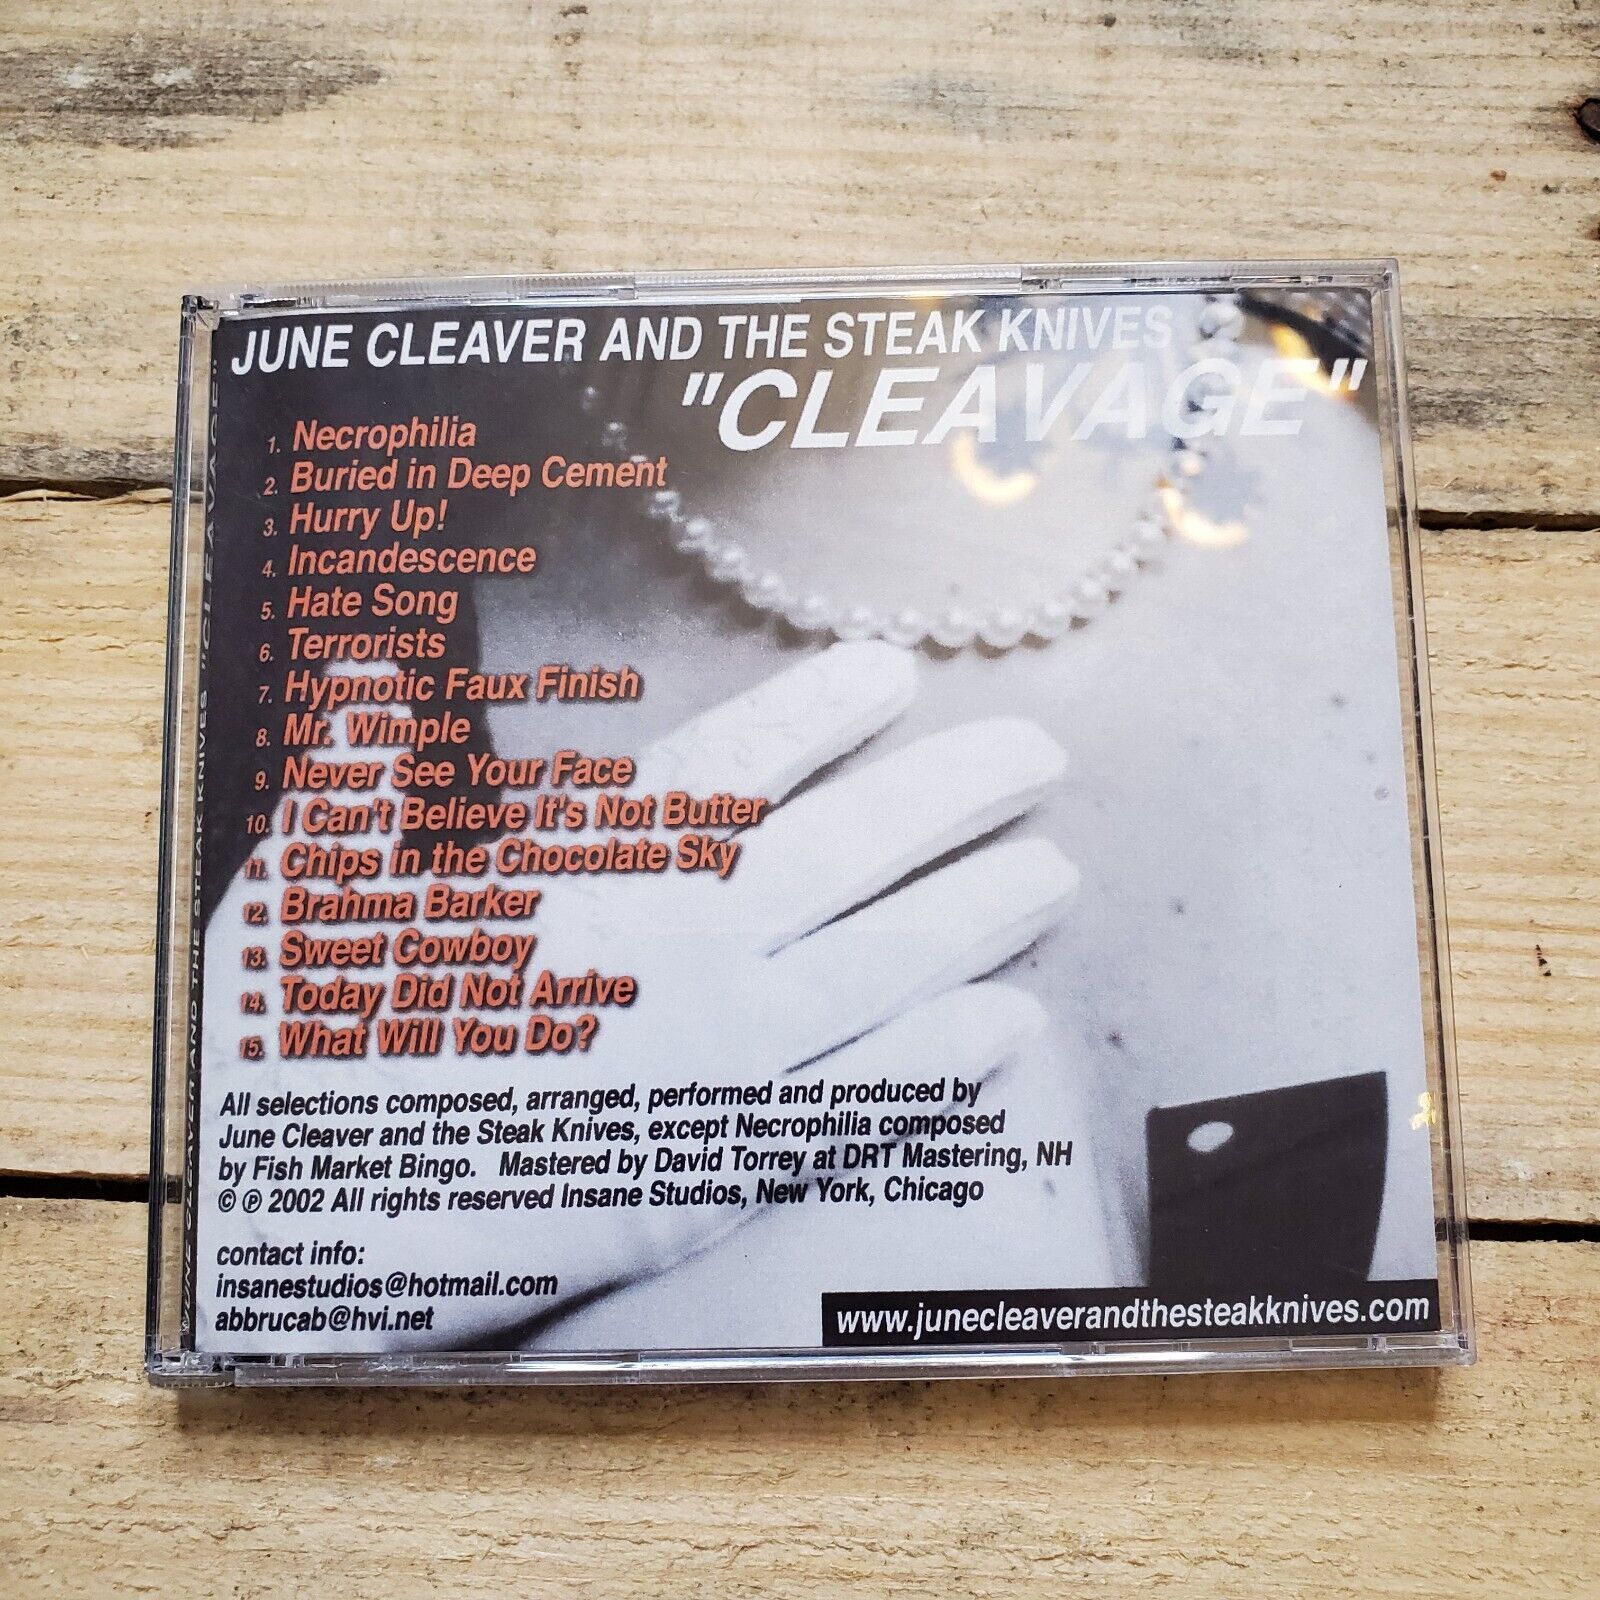 JUNE CLEAVER AND THE STEAK KNIVES
"CLEAVAGE"
1. Necrophilia
2. Buried in Deep Cement
3. Hurry Up!
4. Incandescence
5. Hate Song
6. Terrorists
7. Hypnotic Faux Finish
8. Mr. Wimple
9. Never See Your Face
10. I Can't Believe It's Not Butter
11. Chips in the Chocolate Sky
12. Brahma Barker
13. Sweet Cowboy
14. Today Did Not Arrive
15. What Will You Do?
All selections composed, arranged, performed and produced by
June Cleaver and the Steak Knives, except Necrophilia composed
by Fish Market Bingo. Mastered by David Torrey at DRT Mastering, NH
© ℗ 2002 All rights reserved Insane Studios, New York, Chicago
contact info:
insanestudios@hotmail.com
abbrucab@hvi.net
www.junecleaverandthesteakknives.com
JUNE CLEAVER AND THE STEAK KNIVES "CLEAVAGE"